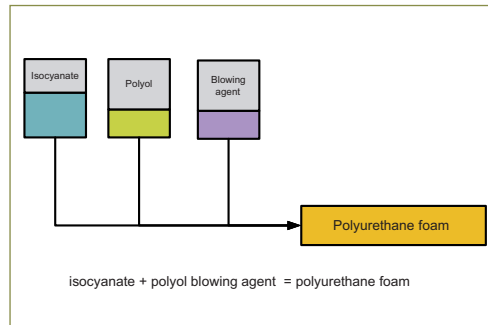 Isocyanate
Polyol
Blowing
agent
Polyurethane foam
isocyanate + polyol blowing agent = polyurethane foam